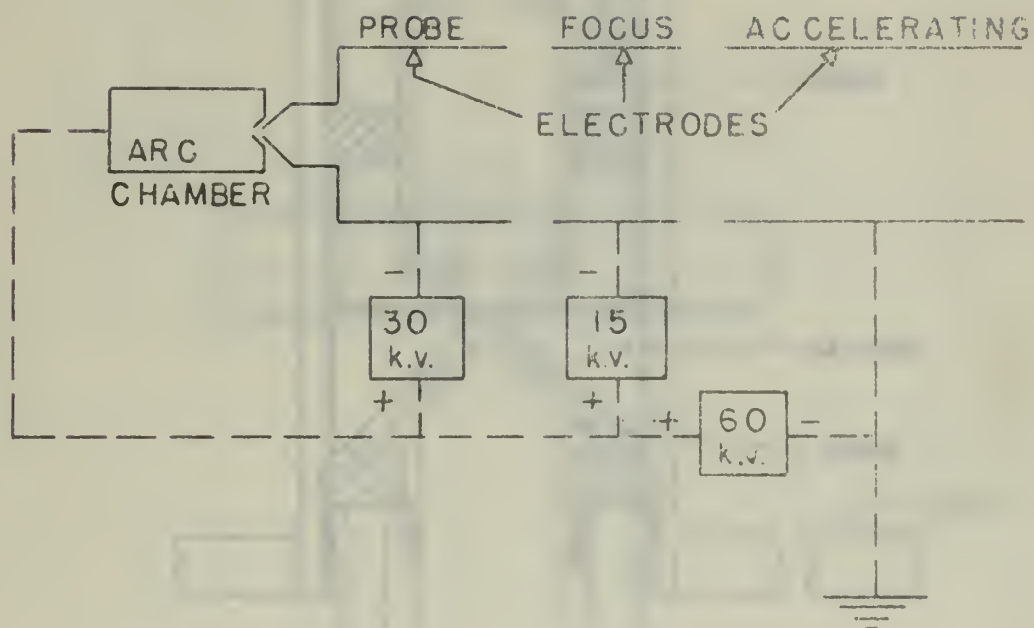 PROBE FOCUS ACCELERATING
ELECTRODES
ARC
CHAMBER
- -
30 15
k.v. k.v.
+ +
+ 60 -
k.v.